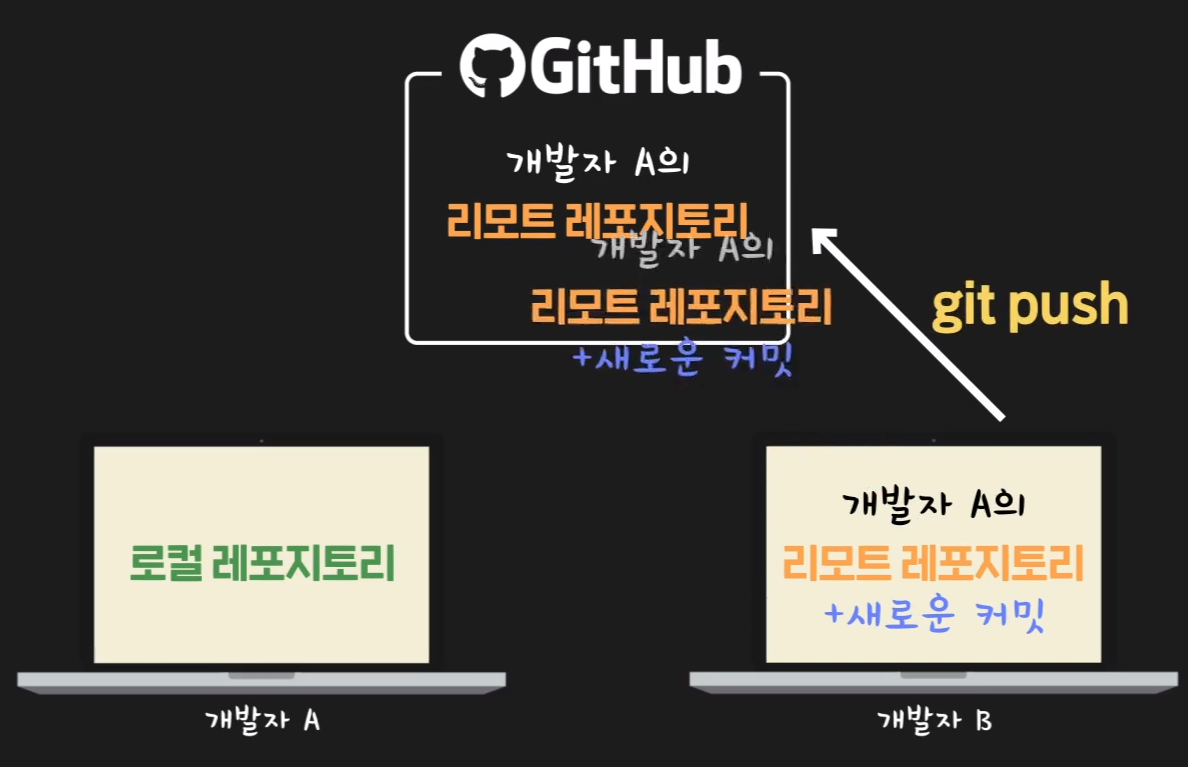 GitHub
개발자 A의
리모트 레포지토리
개발자 A의
리모트 레포지토리
+새로운 커밋
git push
로컬 레포지토리
개발자 A
개발자 A의
리모트 레포지토리
+새로운 커밋
개발자 B